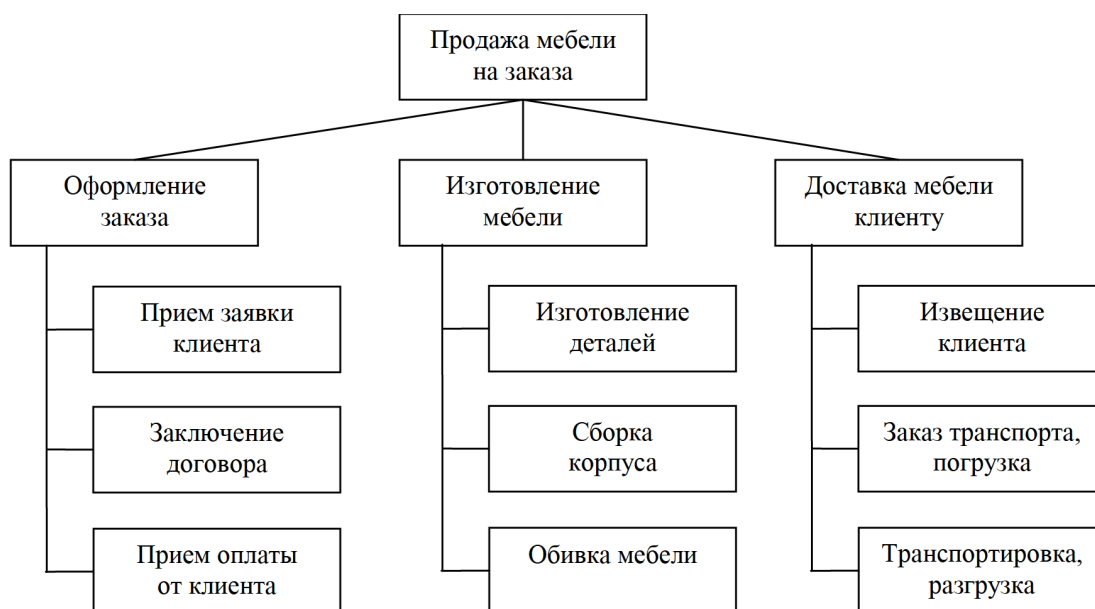 Продажа мебели
на заказа
Оформление
заказа
Изготовление
мебели
Доставка мебели
клиенту
Прием заявки
клиента
Изготовление
деталей
Извещение
клиента
Заключение
договора
Сборка
корпуса
Заказ транспорта,
погрузка
Прием оплаты
от клиента
Обивка мебели
Транспортировка,
разгрузка